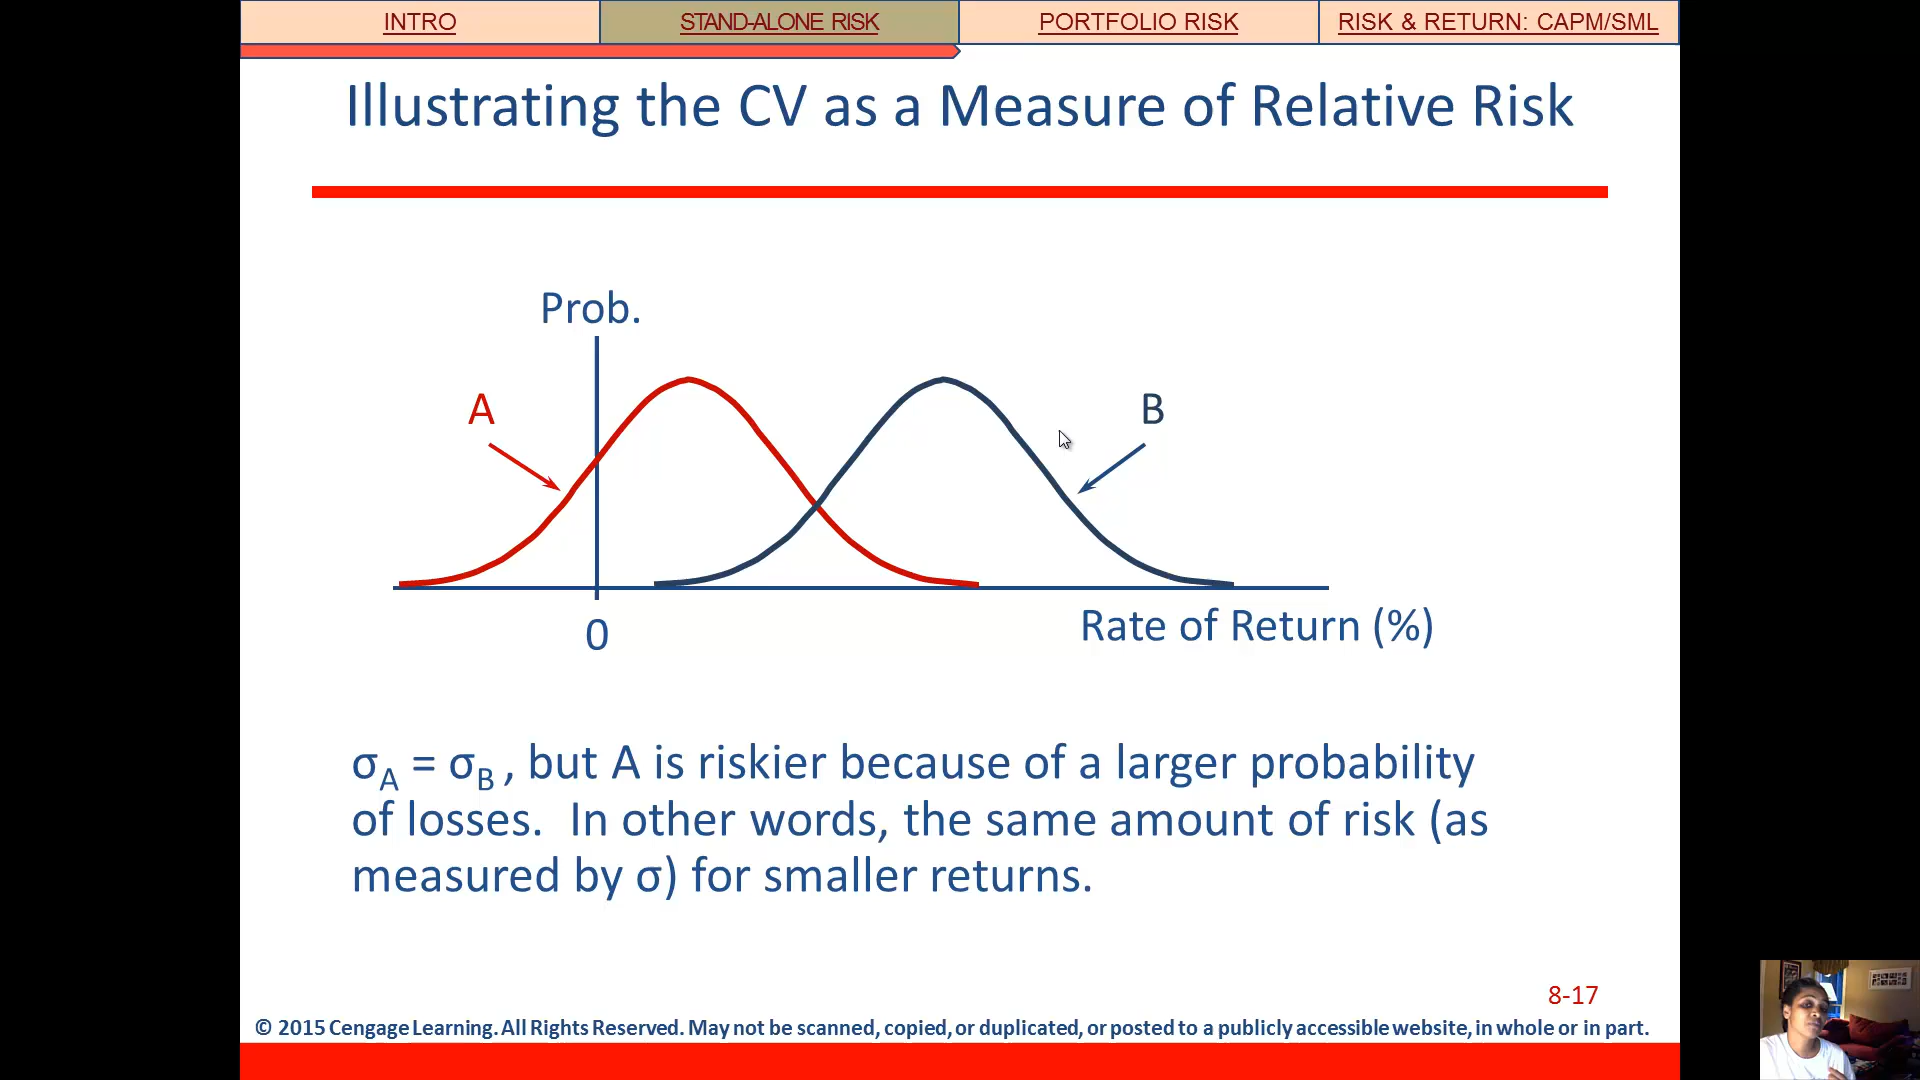 INTRO
STAND-ALONE RISK
PORTFOLIO RISK
RISK & RETURN: CAPM/SML
Illustrating the CV as a Measure of Relative Risk
Prob.
A
B
0
Rate of Return (%)
σA = σB , but A is riskier because of a larger probability
of losses. In other words, the same amount of risk (as
measured by σ) for smaller returns.
8-17
© 2015 Cengage Learning. All Rights Reserved. May not be scanned, copied, or duplicated, or posted to a publicly accessible website, in whole or in part.